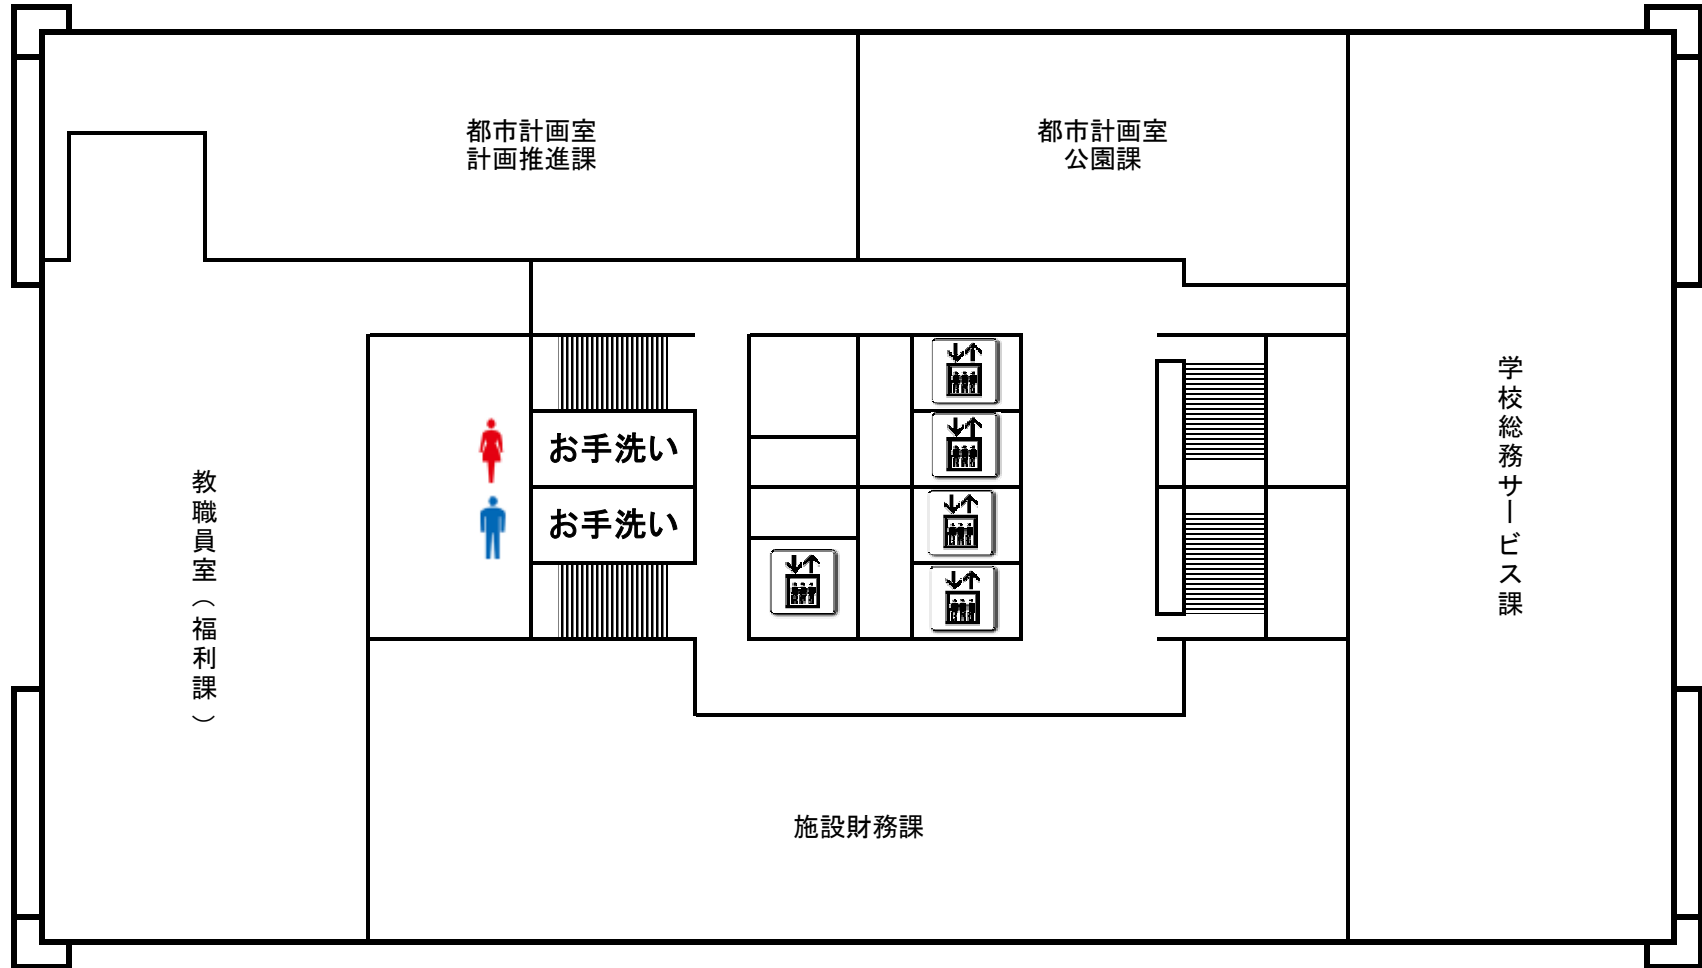 都市計画室
計画推進課
都市計画室
公園課
お手洗い
お手洗い
教職員室（福利課）
学校総務サービス課
施設財務課